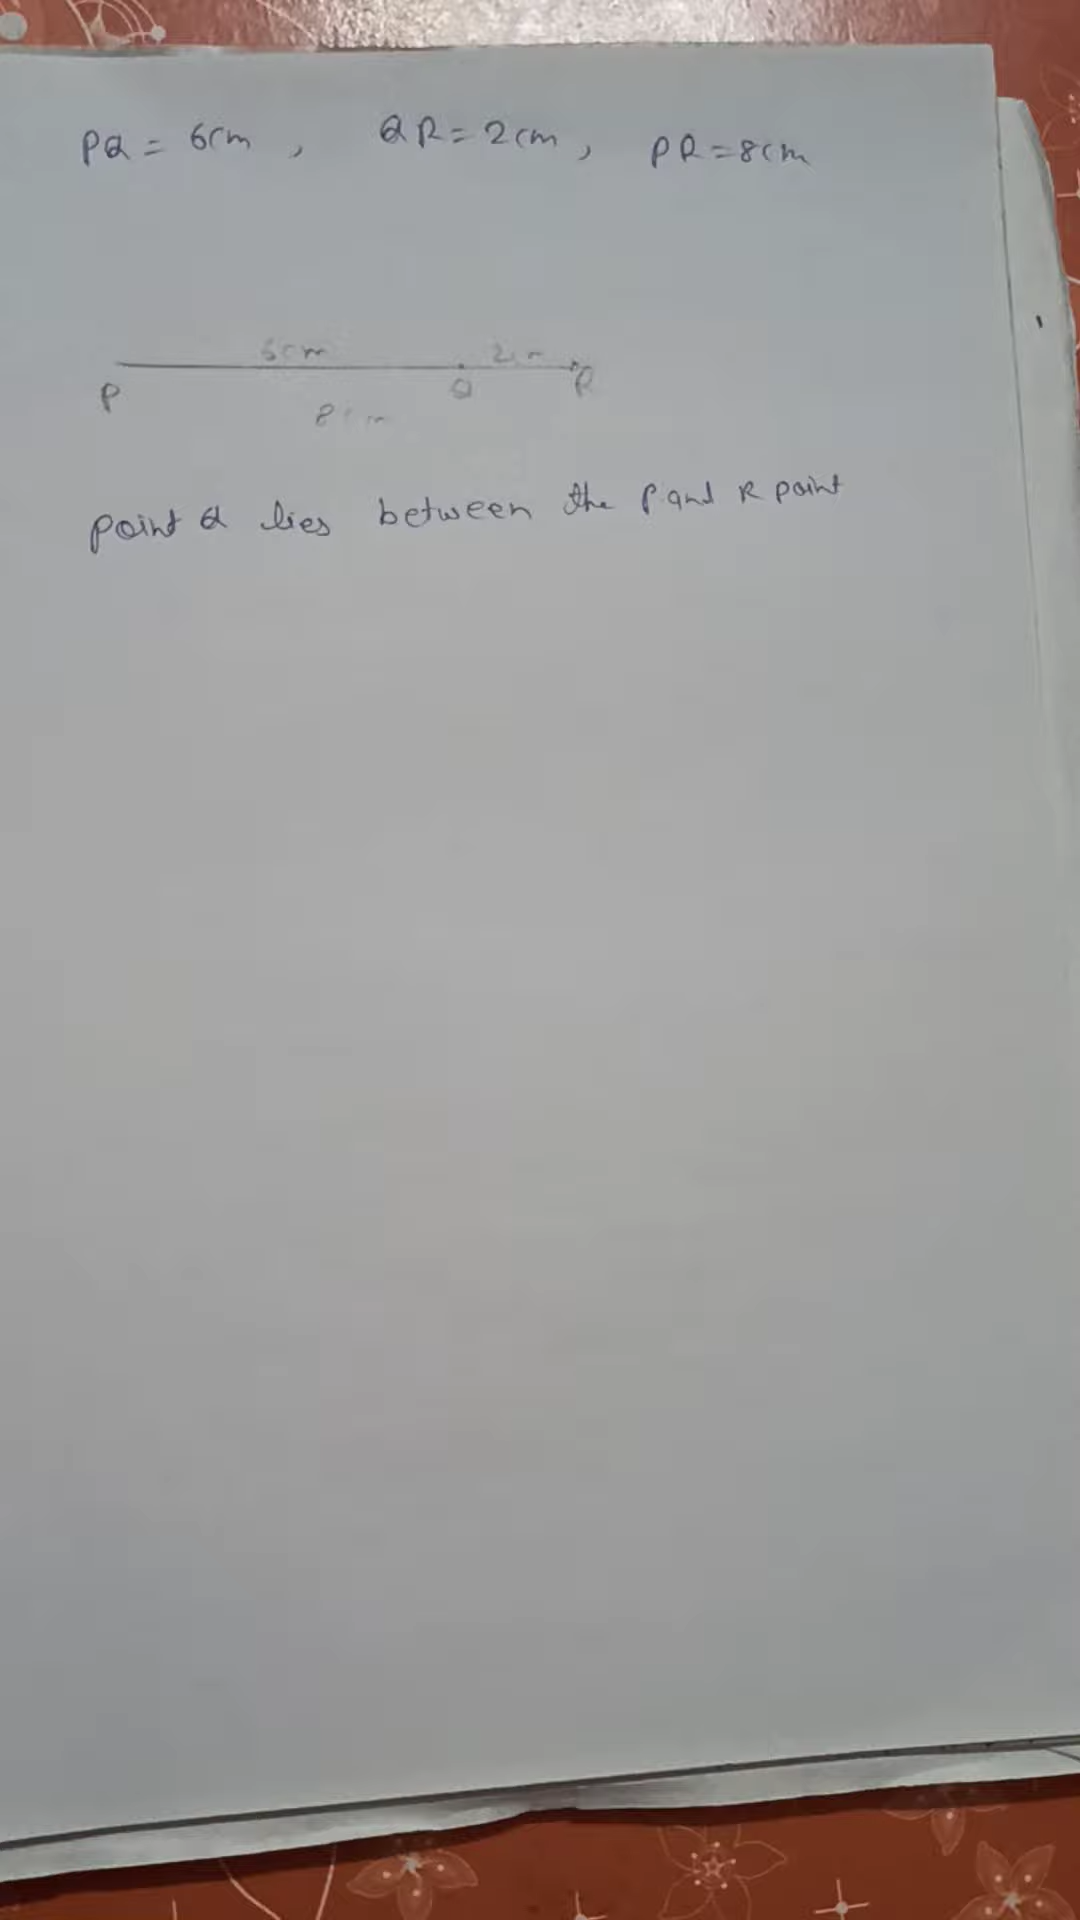 PQ = 6cm , QR = 2cm , PR = 8cm
6cm 2cm
P Q R
8cm
point Q lies between the P and R point